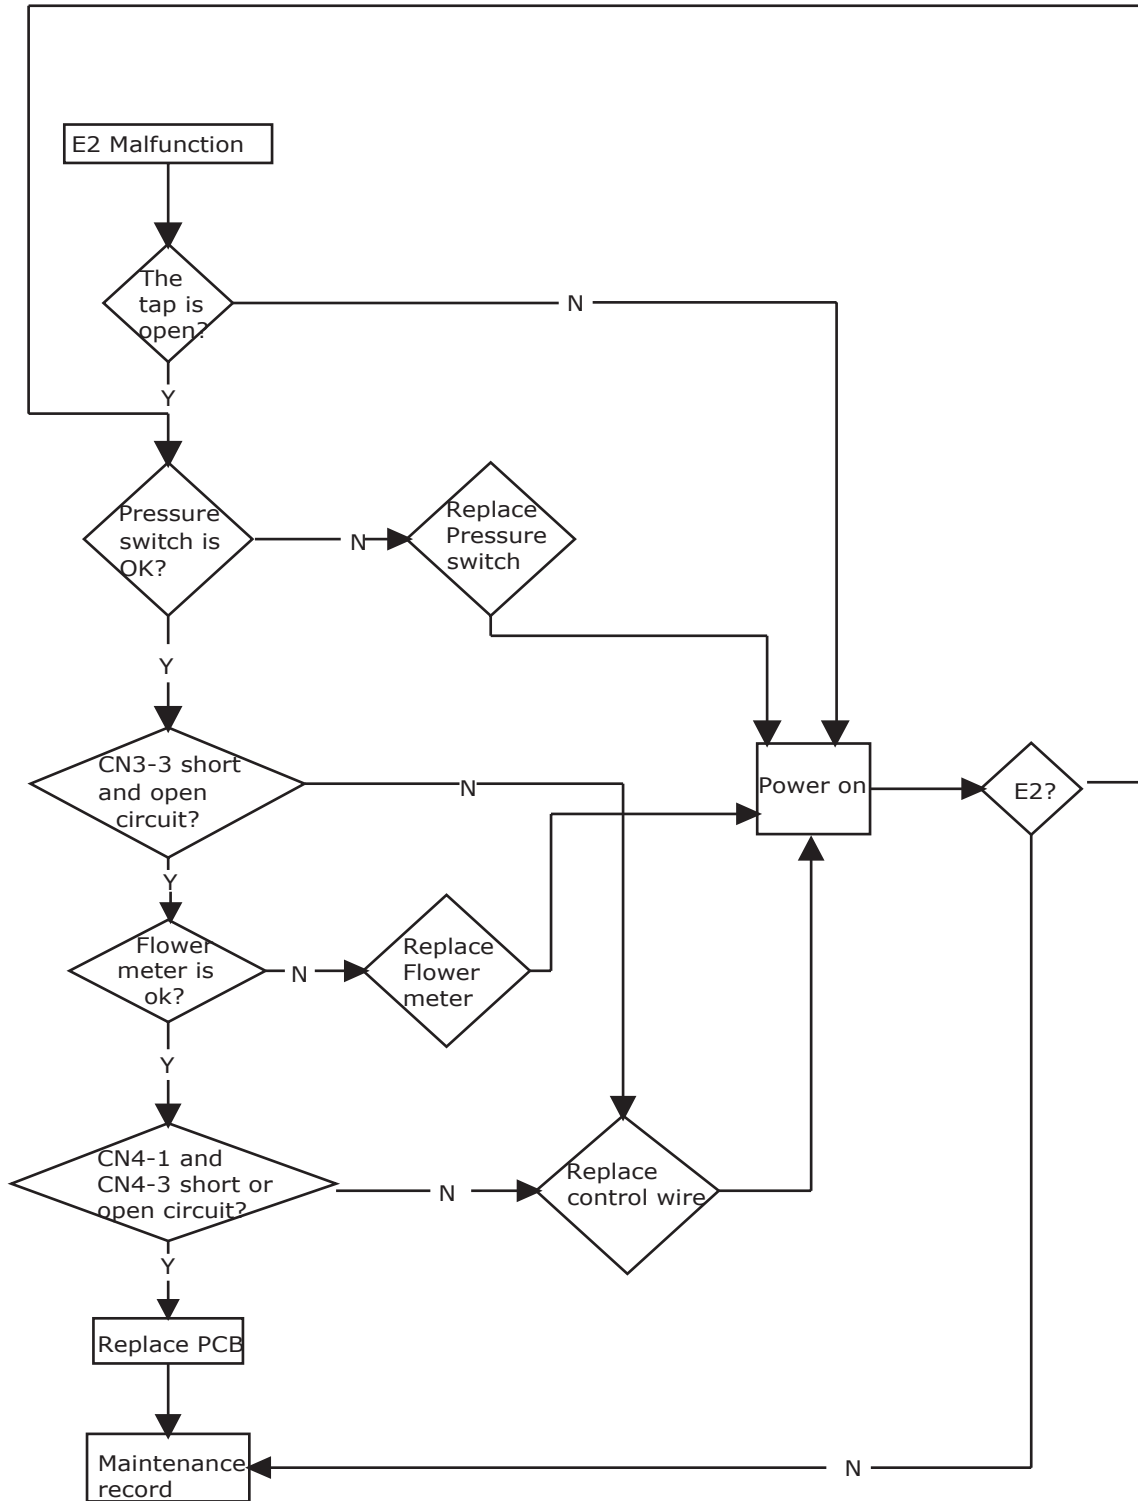 E2 Malfunction
The
tap is
open?
N
Y
Pressure
switch is
OK?
N
Replace
Pressure
switch
Y
CN3-3 short
and open
circuit?
N
Power on
E2?
Y
Flower
meter is
ok?
N
Replace
Flower
meter
Y
CN4-1 and
CN4-3 short or
open circuit?
N
Replace
control wire
Y
Replace PCB
Maintenance
record
N